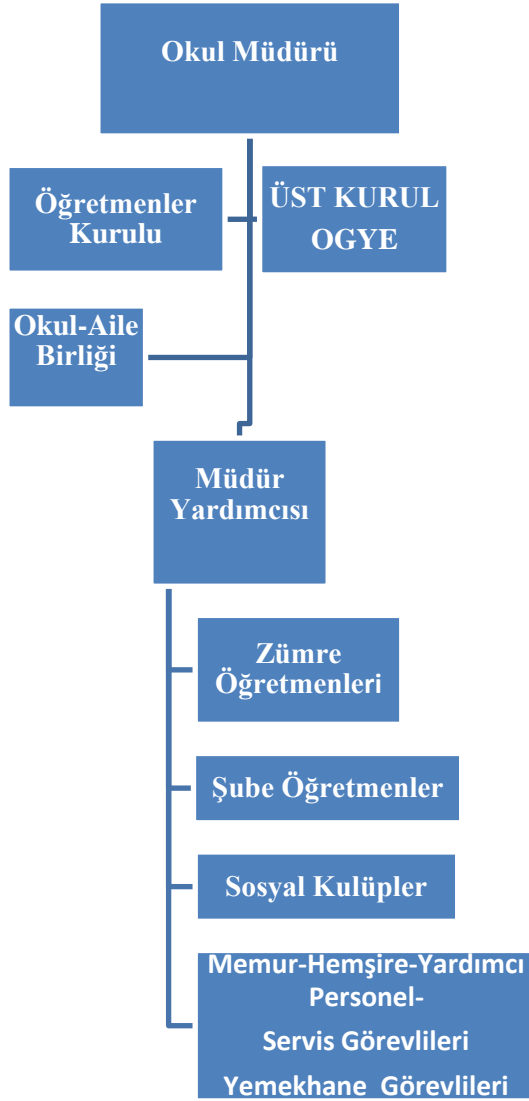 Okul Müdürü
Öğretmenler
Kurulu
ÜST KURUL
OGYE
Okul-Aile
Birliği
Müdür
Yardımcısı
Zümre
Öğretmenleri
Şube Öğretmenler
Sosyal Kulüpler
Memur-Hemşire-Yardımcı
Personel-
Servis Görevlileri
Yemekhane Görevlileri